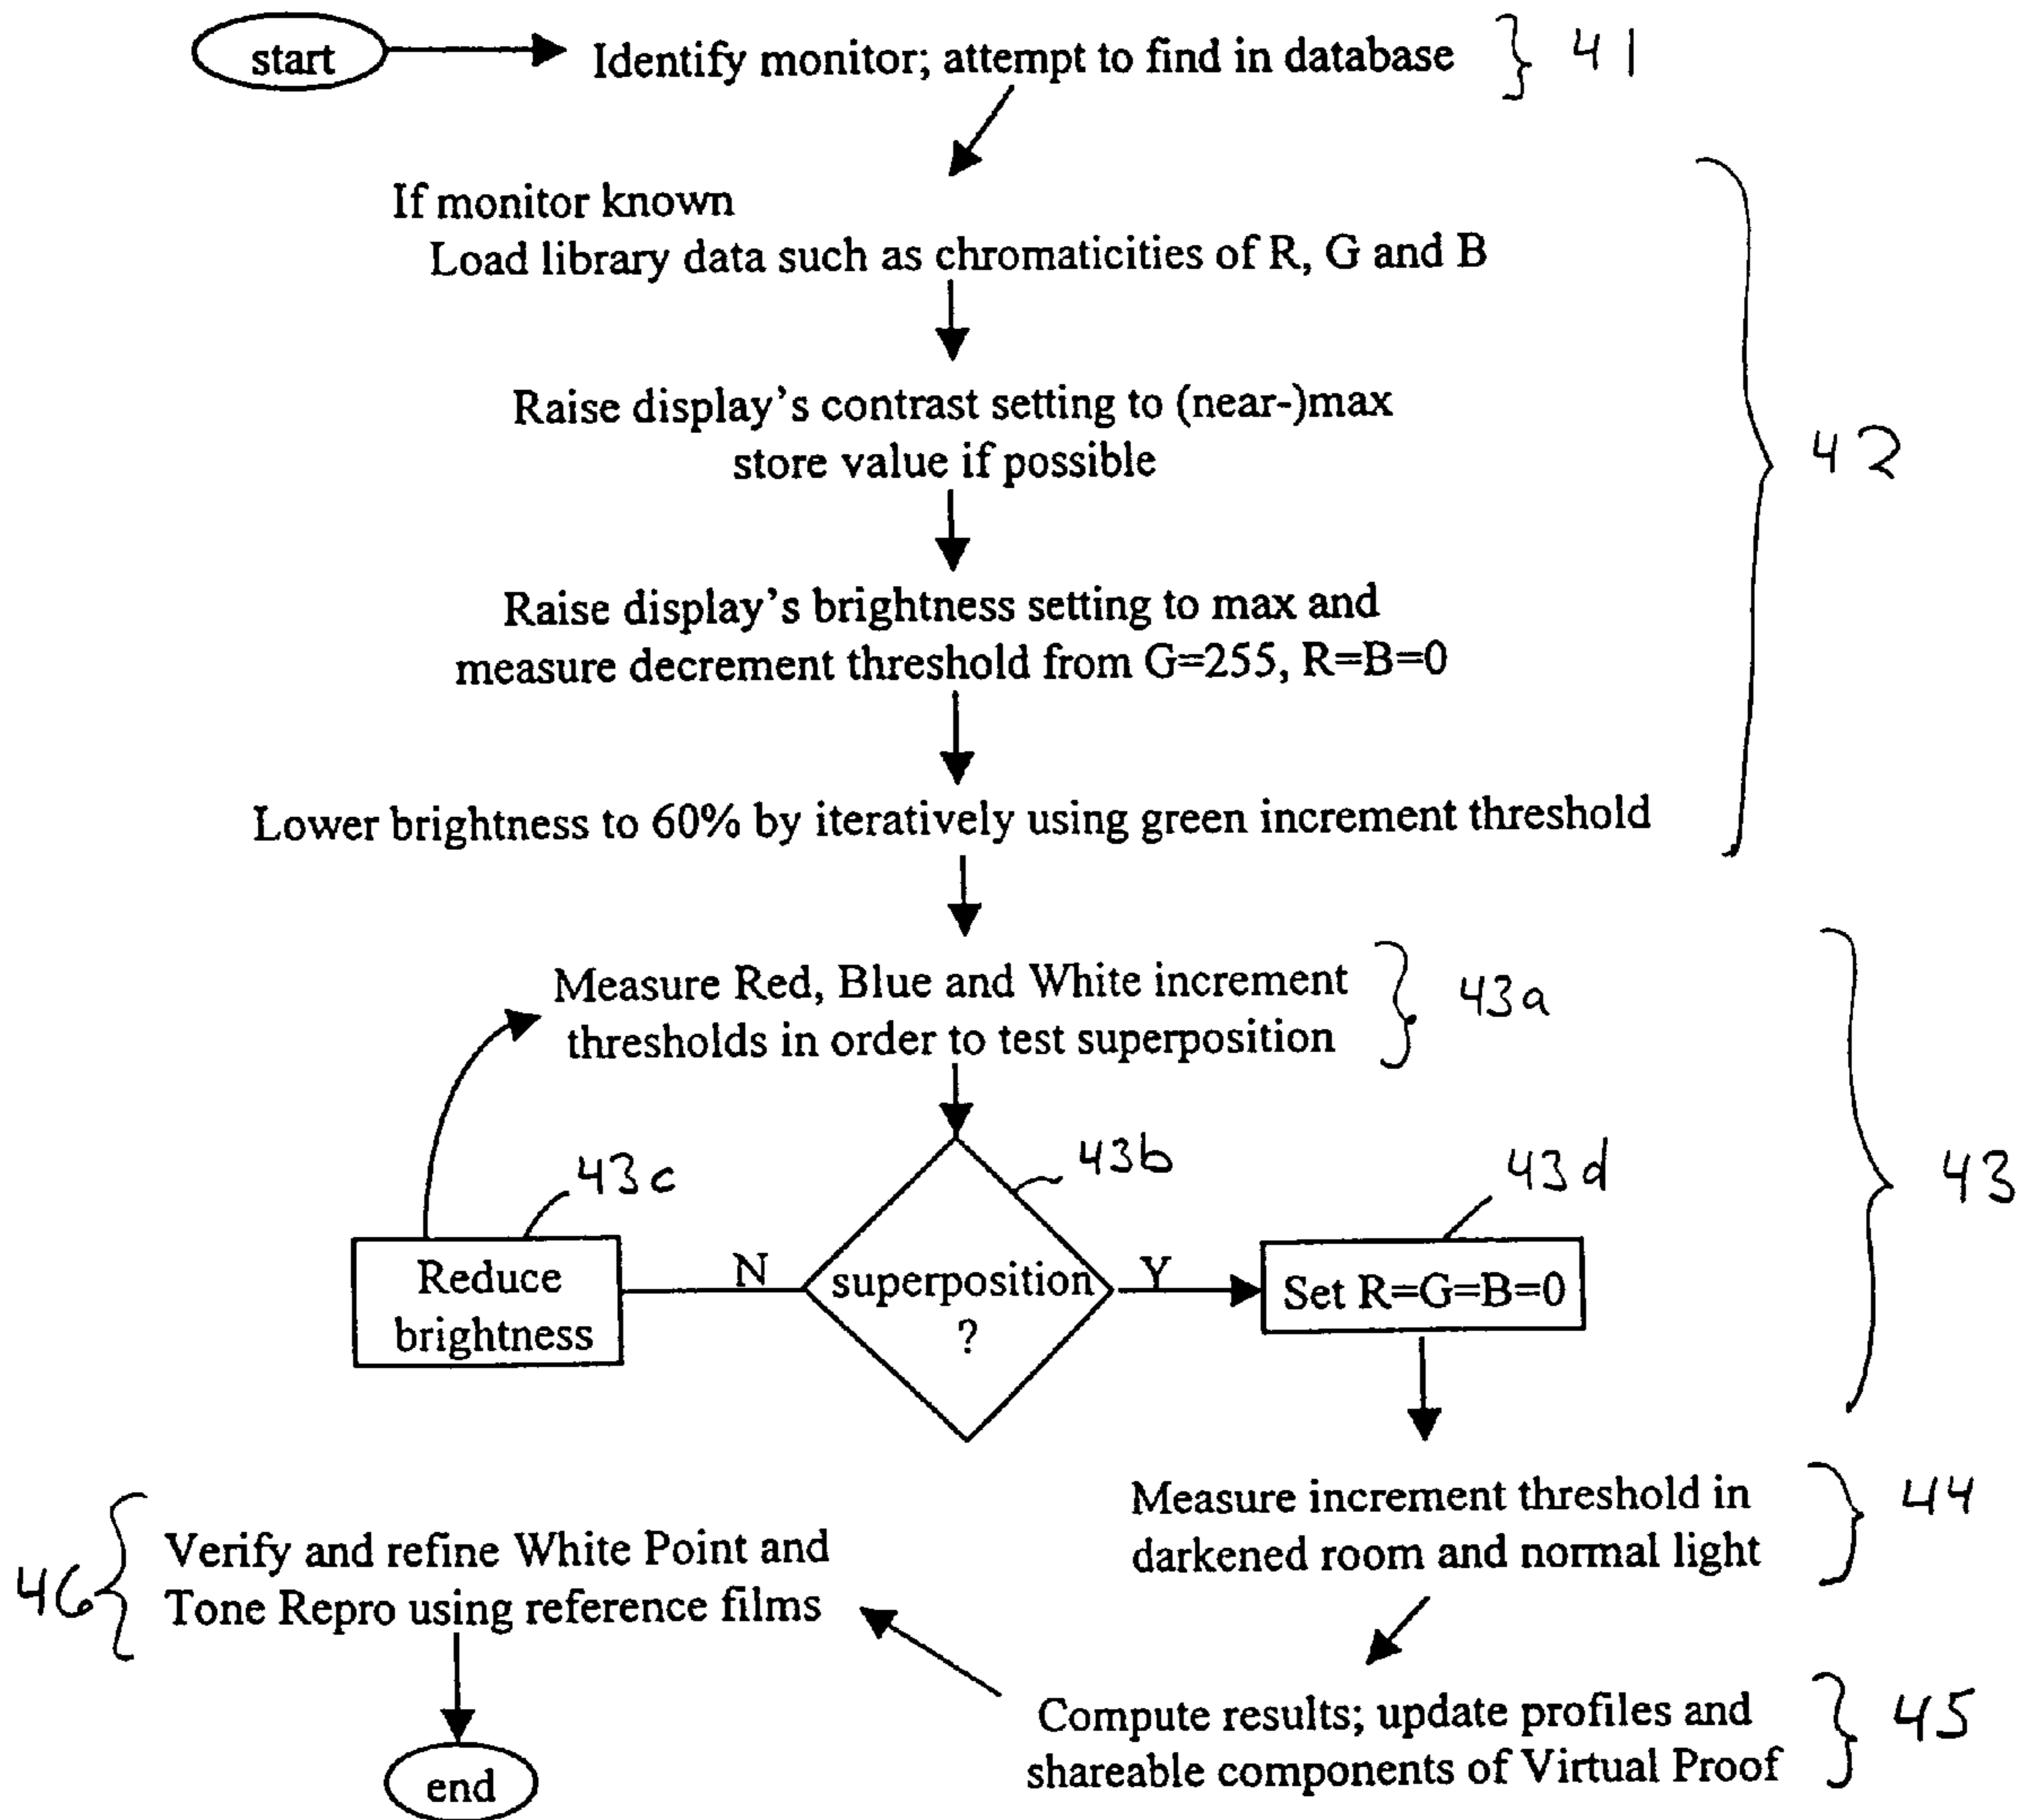 start
Identify monitor; attempt to find in database
41
If monitor known
Load library data such as chromaticities of R, G and B
Raise display's contrast setting to (near-)max
store value if possible
42
Raise display's brightness setting to max and
measure decrement threshold from G=255, R=B=0
Lower brightness to 60% by iteratively using green increment threshold
Measure Red, Blue and White increment
thresholds in order to test superposition
43a
43c
43b
43d
43
Reduce
brightness
N
superposition
?
Y
Set R=G=B=0
Measure increment threshold in
darkened room and normal light
44
46
Verify and refine White Point and
Tone Repro using reference films
Compute results; update profiles and
shareable components of Virtual Proof
45
end